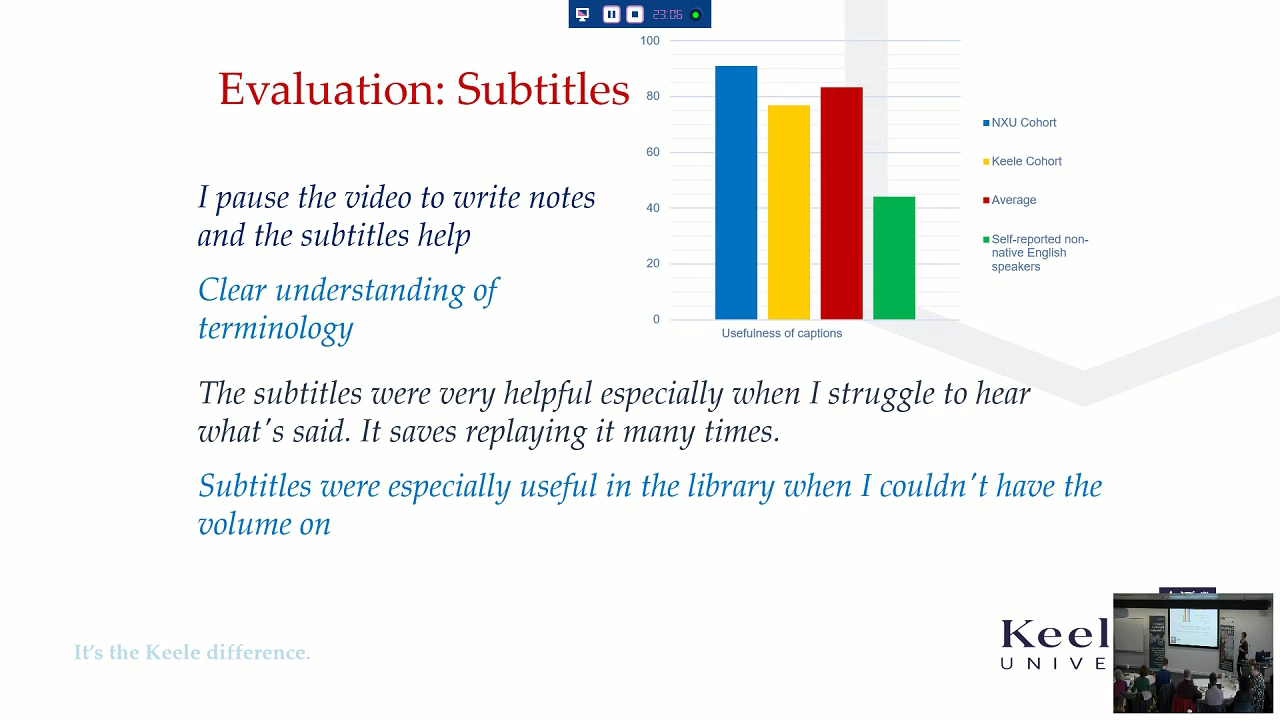 23:06
Evaluation: Subtitles
100
80
60
40
20
0
Usefulness of captions
NXU Cohort
Keele Cohort
Average
Self-reported non-
native English
speakers
I pause the video to write notes
and the subtitles help
Clear understanding of
terminology
The subtitles were very helpful especially when I struggle to hear
what's said. It saves replaying it many times.
Subtitles were especially useful in the library when I couldn't have the
volume on
It's the Keele difference.
Keel
UNIVE